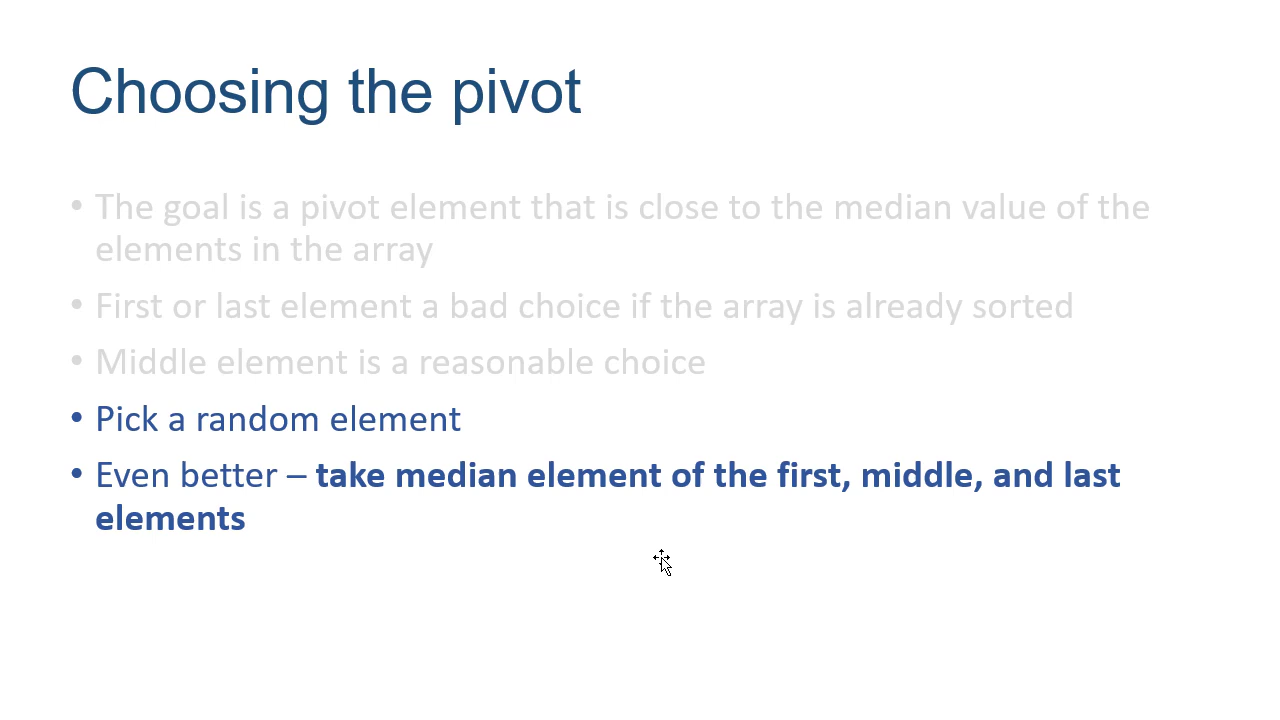 Choosing the pivot
• The goal is a pivot element that is close to the median value of the
elements in the array
• First or last element a bad choice if the array is already sorted
• Middle element is a reasonable choice
• Pick a random element
• Even better – take median element of the first, middle, and last
elements